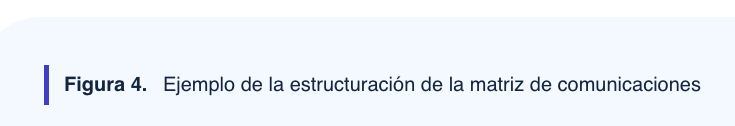 Figura 4. Ejemplo de la estructuración de la matriz de comunicaciones